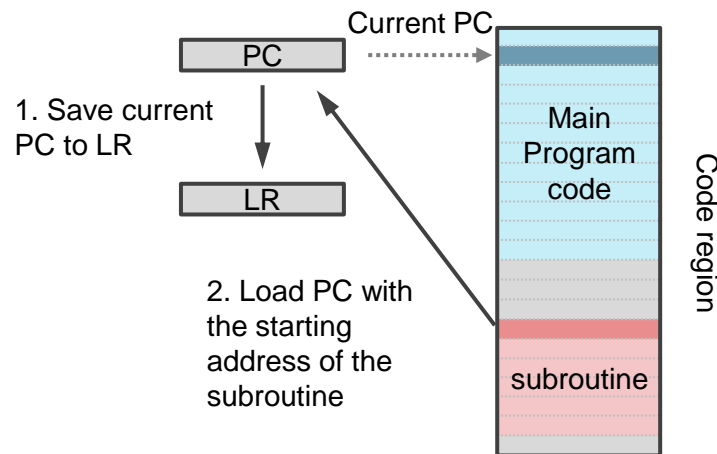 Current PC
PC
1. Save current
PC to LR
LR
Main
Program
code
Code region
2. Load PC with
the starting
address of the
subroutine
subroutine